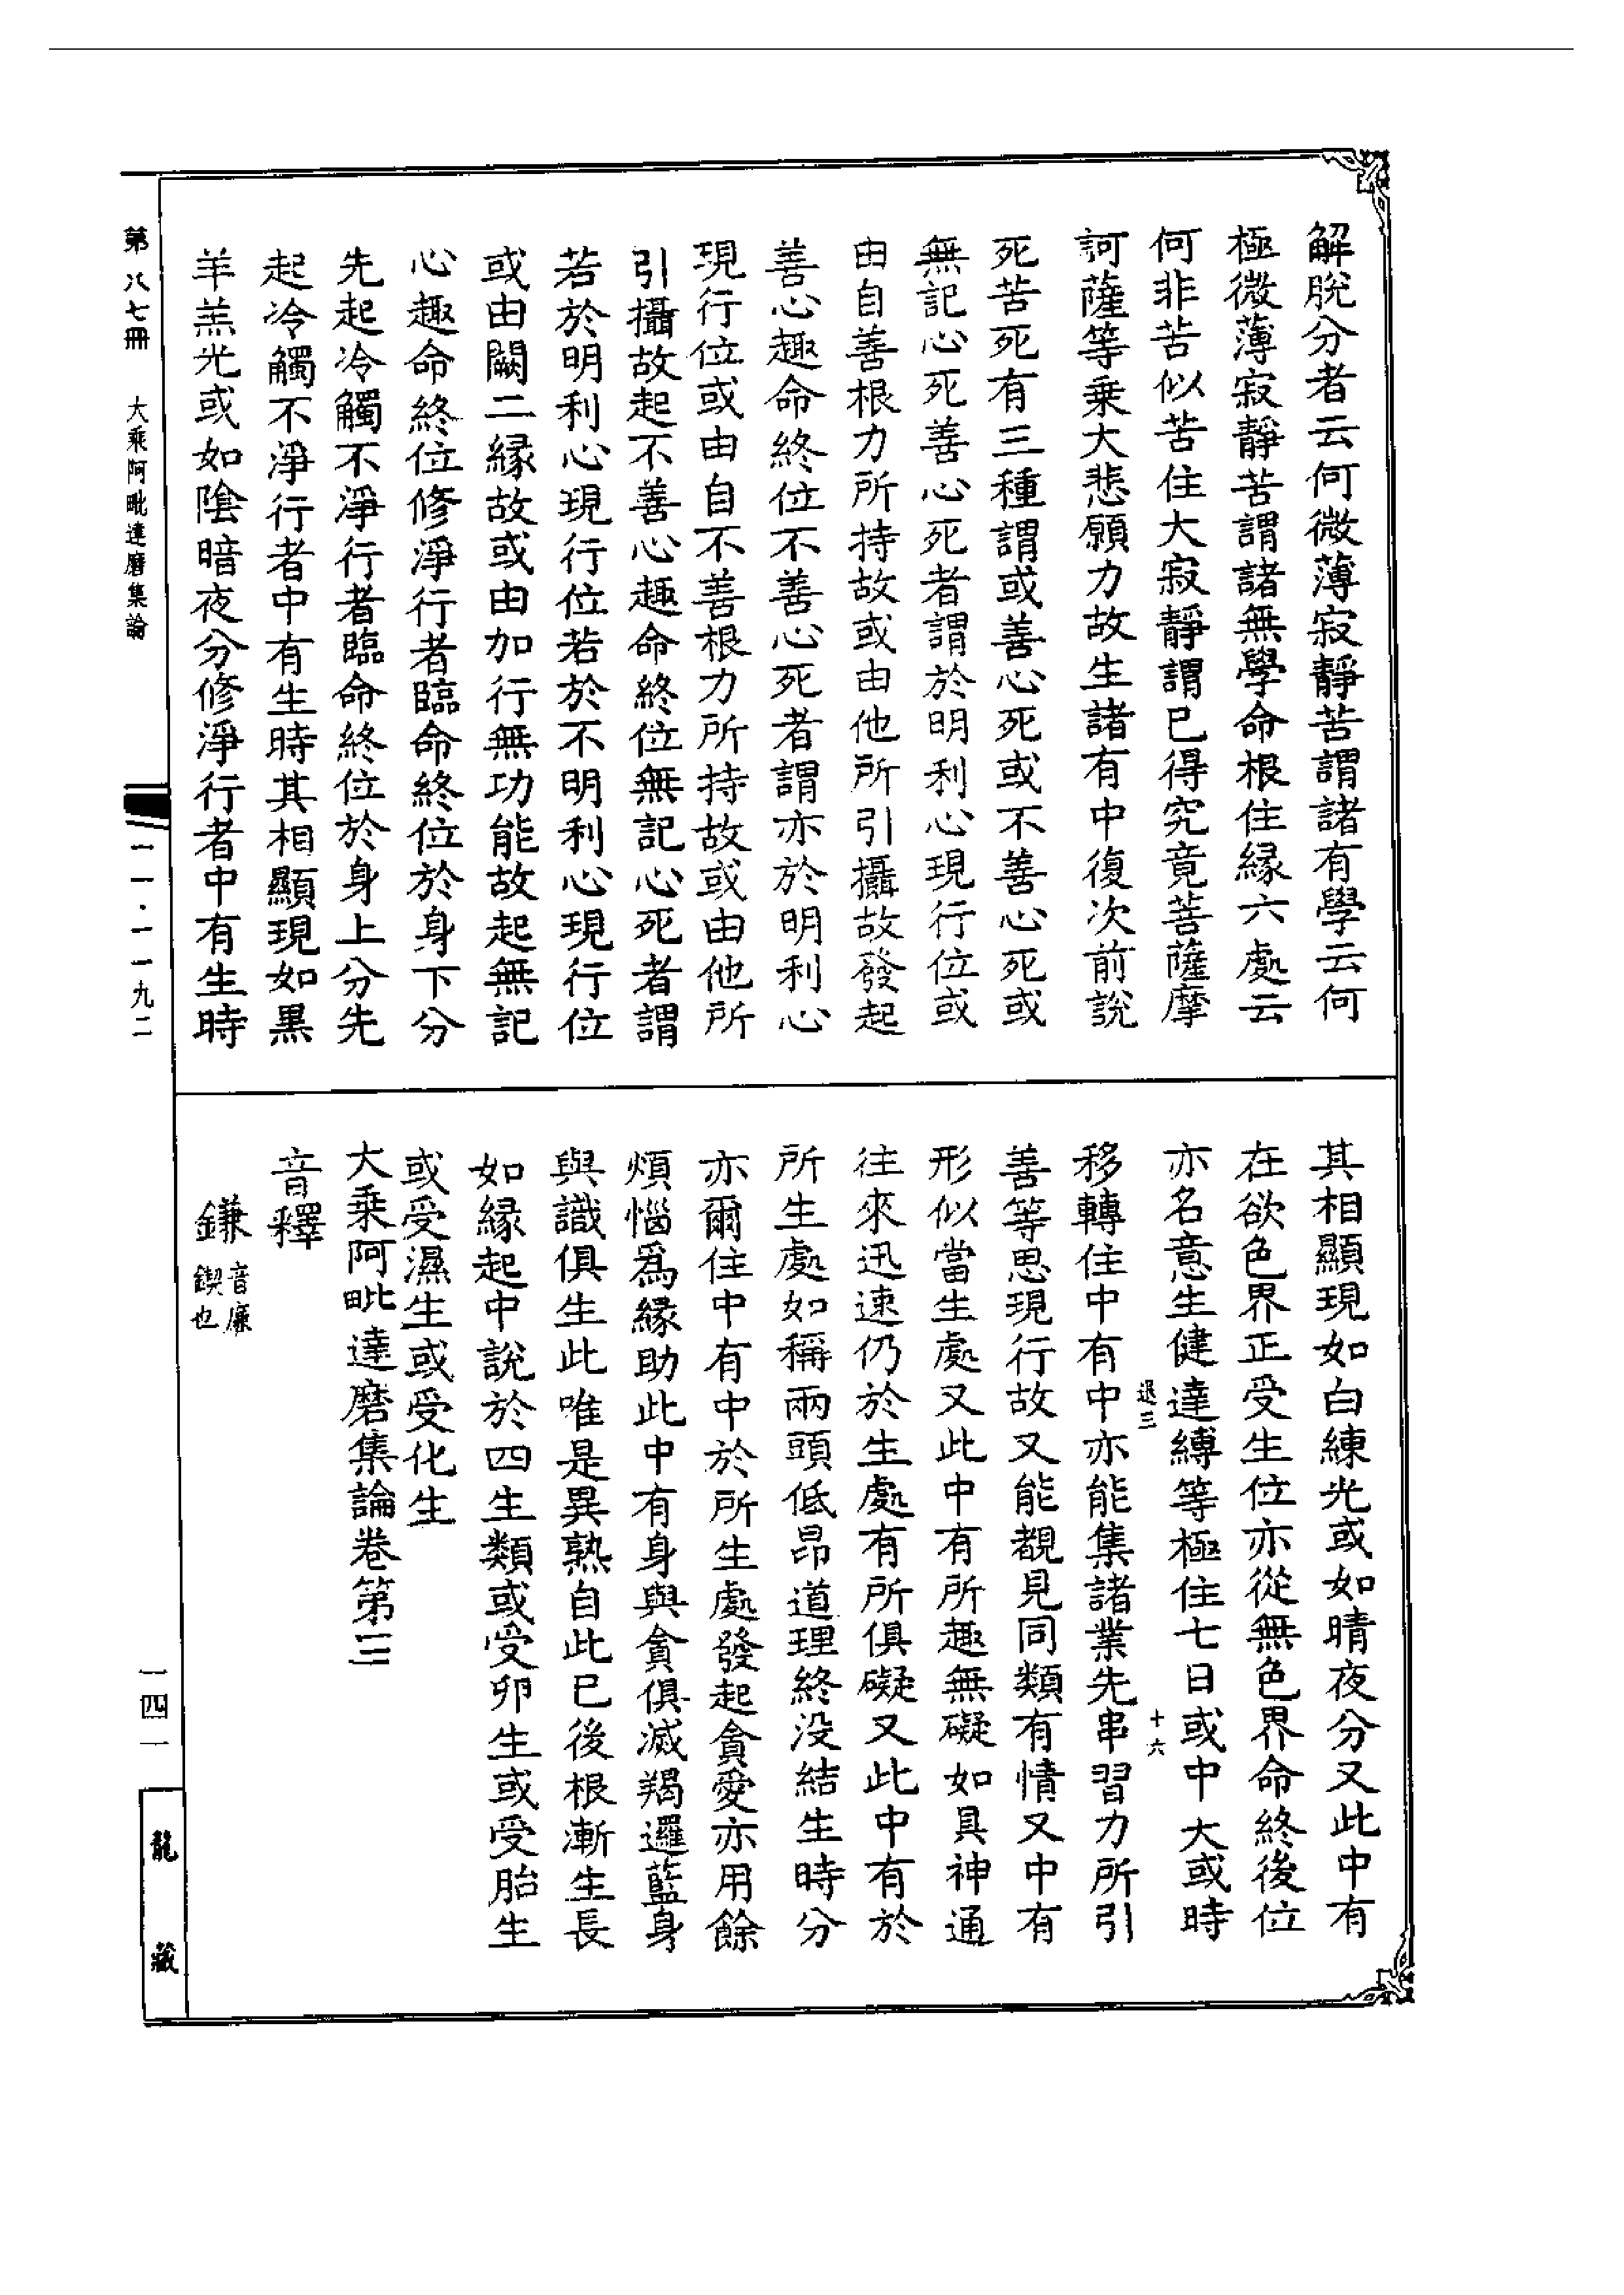 解脫分者云何微薄寂靜苦謂諸有學云何
極微薄寂靜苦謂諸無學命根住緣六處云
何非苦似苦住大寂靜謂已得究竟菩薩摩
訶薩等乘大悲願力故生諸有中復次前說
死苦死有三種謂或善心死或不善心死或
無記心死善心死者謂於明利心現行位或
由自善根力所持故或由他所引攝故發起
善心趣命終位不善心死者謂亦於明利心
現行位或由自不善根力所持故或由他所
引攝故起不善心趣命終位無記心死者謂
若於明利心現行位若於不明利心現行位
或由闕二緣故或由加行無功能故起無記
心趣命終位修淨行者臨命終位於身下分
先起冷觸不淨行者臨命終位於身上分先
起冷觸不淨行者中有生時其相顯現如黑
羊羔光或如陰暗夜分修淨行者中有生時
其相顯現如白練光或如晴夜分又此中有
在欲色界正受生位亦從無色界命終後位
亦名意生健達縛等極住七日或中大或時
移轉住中有中亦能集諸業先串習力所引
退三
十六
善等思現行故又能覩見同類有情又中有
形似當生處又此中有所趣無礙如具神通
往來迅速仍於生處有所俱礙又此中有於
所生處如稱兩頭低昂道理終没結生時分
亦爾住中有中於所生處發起貪愛亦用餘
煩惱爲緣助此中有身與貪俱滅羯邏藍身
與識俱生此唯是異熟自此已後根漸生長
如緣起中說於四生類或受卵生或受胎生
或受濕生或受化生
大乘阿毗達磨集論卷第三
音釋
鎌 音廉鍥也
第八七冊 大乘阿毗達磨集論
一一·一一九二
一四一
龍藏